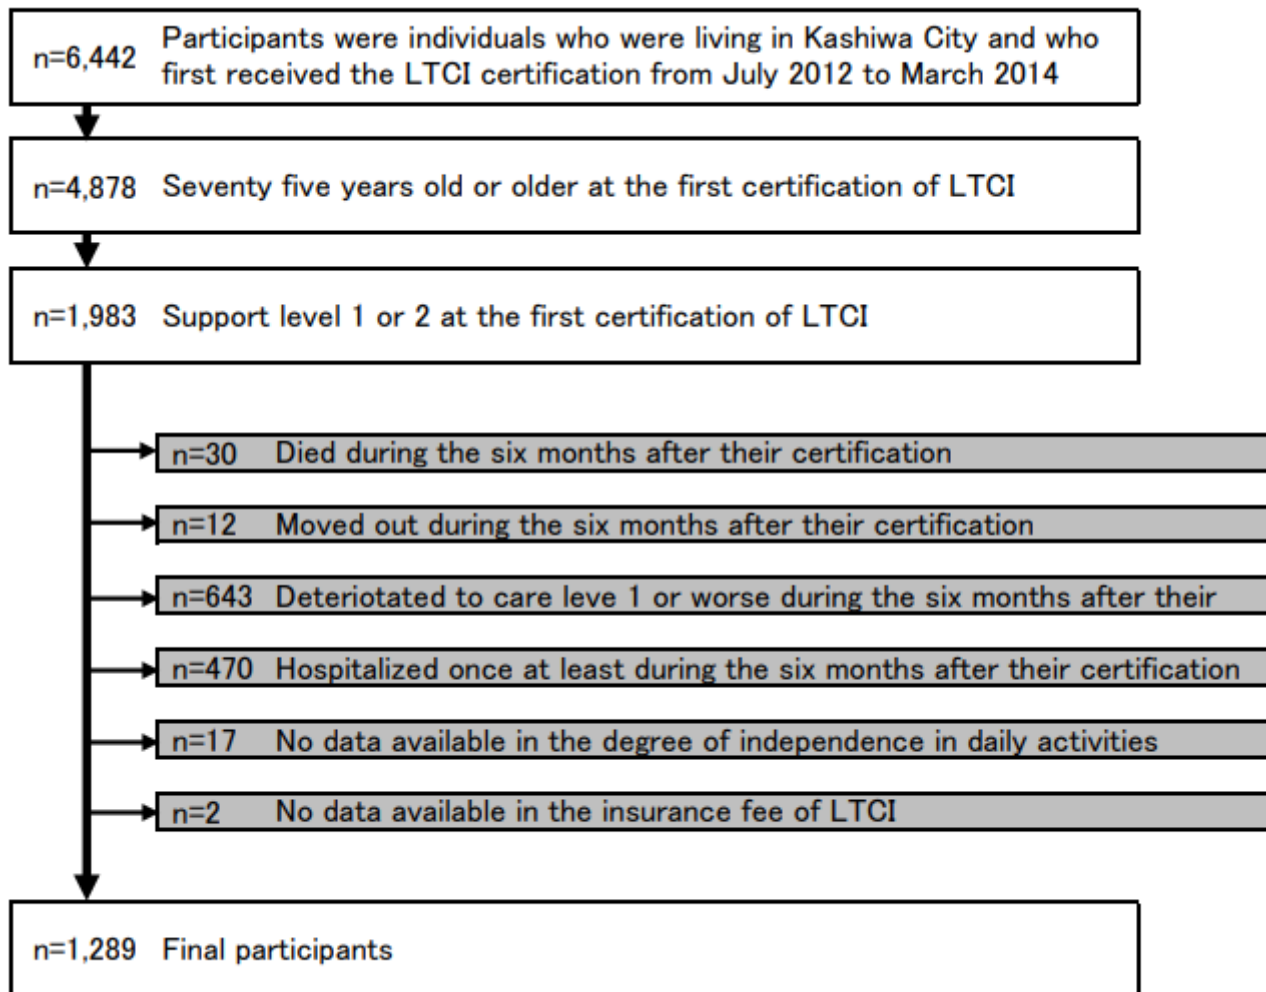 n=6,442 Participants were individuals who were living in Kashiwa City and who
first received the LTCI certification from July 2012 to March 2014
n=4,878 Seventy five years old or older at the first certification of LTCI
n=1,983 Support level 1 or 2 at the first certification of LTCI
n=30 Died during the six months after their certification
n=12 Moved out during the six months after their certification
n=643 Deteriotated to care leve 1 or worse during the six months after their
n=470 Hospitalized once at least during the six months after their certification
n=17 No data available in the degree of independence in daily activities
n=2 No data available in the insurance fee of LTCI
n=1,289 Final participants